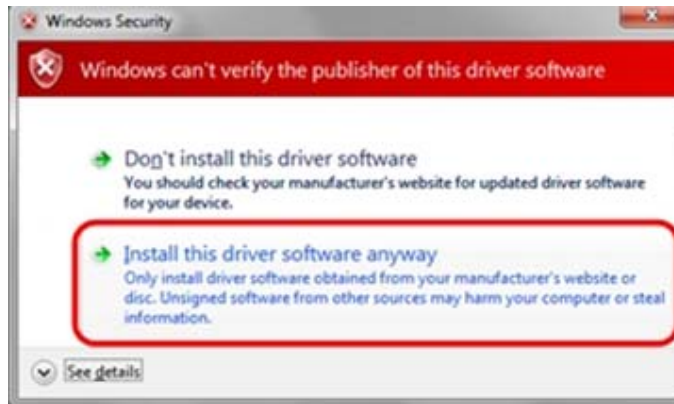 Windows Security
Windows can't verify the publisher of this driver software
Don't install this driver software
You should check your manufacturer's website for updated driver software
for your device.
Install this driver software anyway
Only install driver software obtained from your manufacturer's website or
disc. Unsigned software from other sources may harm your computer or steal
information.
See details